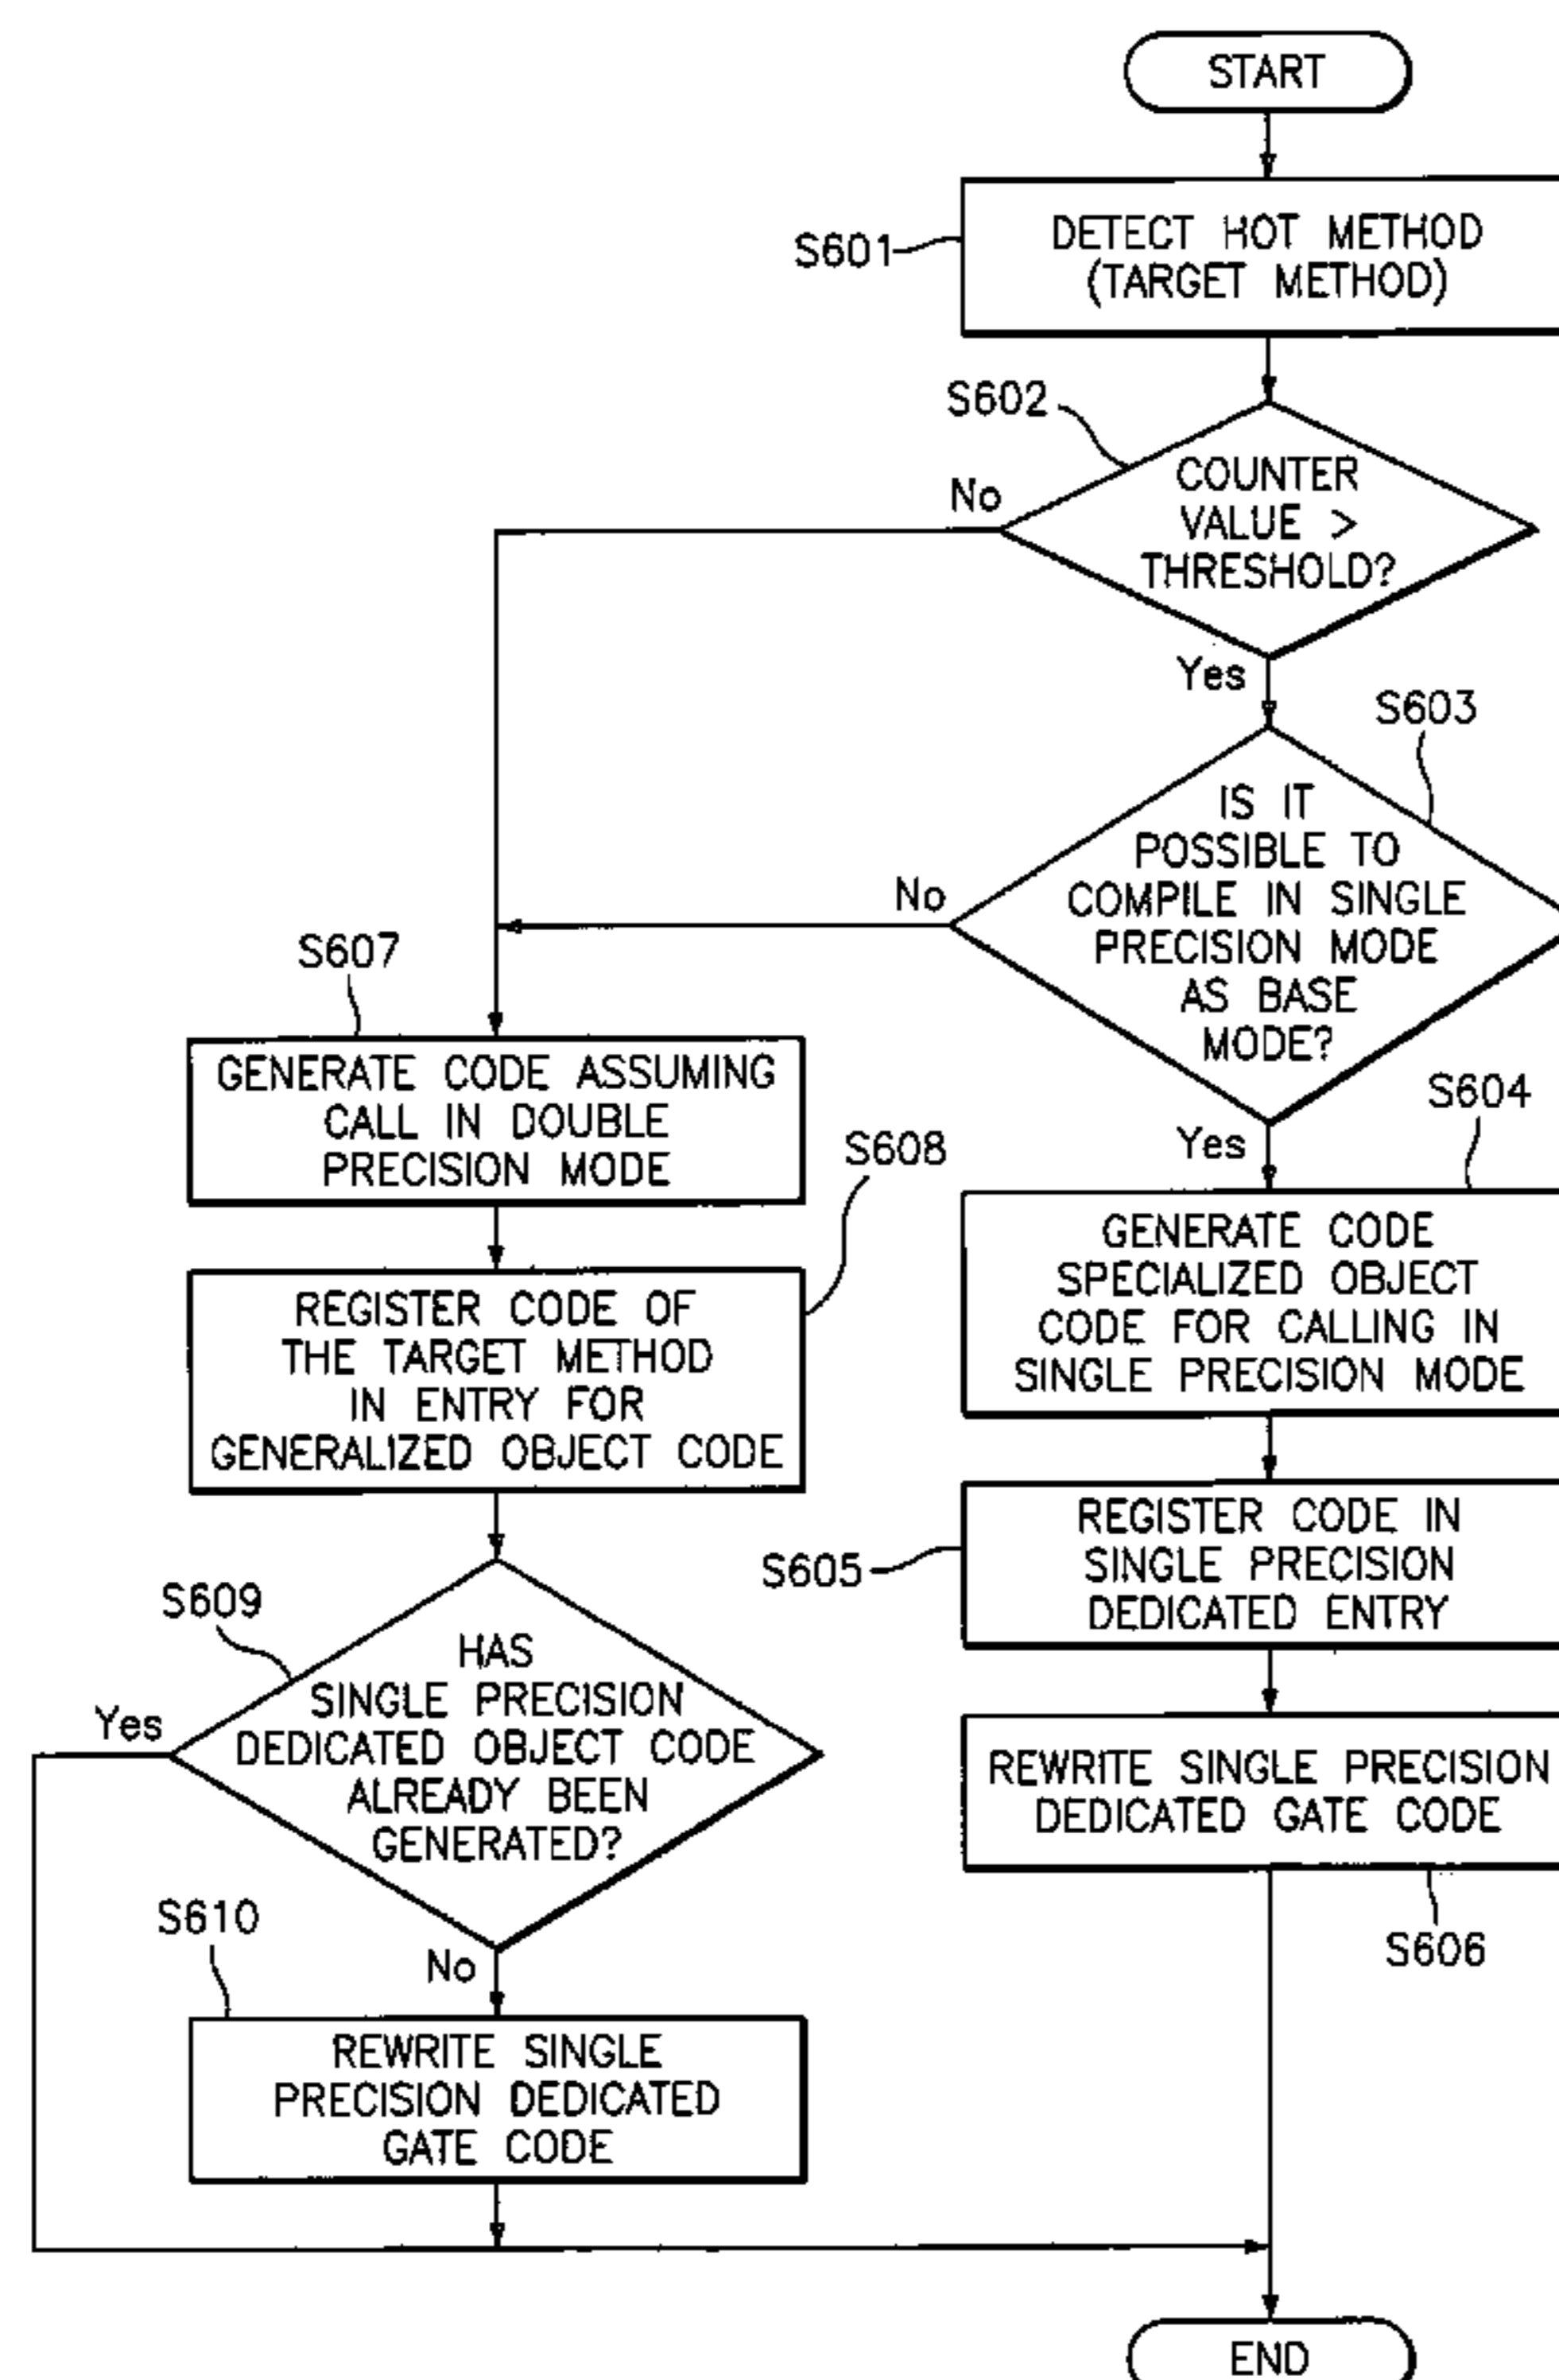 START
S601
DETECT HOT METHOD
(TARGET METHOD)
S602
COUNTER
VALUE >
THRESHOLD?
No
Yes
S603
IS IT
POSSIBLE TO
COMPILE IN SINGLE
PRECISION MODE
AS BASE
MODE?
No
Yes
S607
GENERATE CODE ASSUMING
CALL IN DOUBLE
PRECISION MODE
S604
GENERATE CODE
SPECIALIZED OBJECT
CODE FOR CALLING IN
SINGLE PRECISION MODE
S608
REGISTER CODE OF
THE TARGET METHOD
IN ENTRY FOR
GENERALIZED OBJECT CODE
S605
REGISTER CODE IN
SINGLE PRECISION
DEDICATED ENTRY
S609
HAS
SINGLE PRECISION
DEDICATED OBJECT CODE
ALREADY BEEN
GENERATED?
Yes
No
REWRITE SINGLE PRECISION
DEDICATED GATE CODE
S606
S610
REWRITE SINGLE
PRECISION DEDICATED
GATE CODE
END